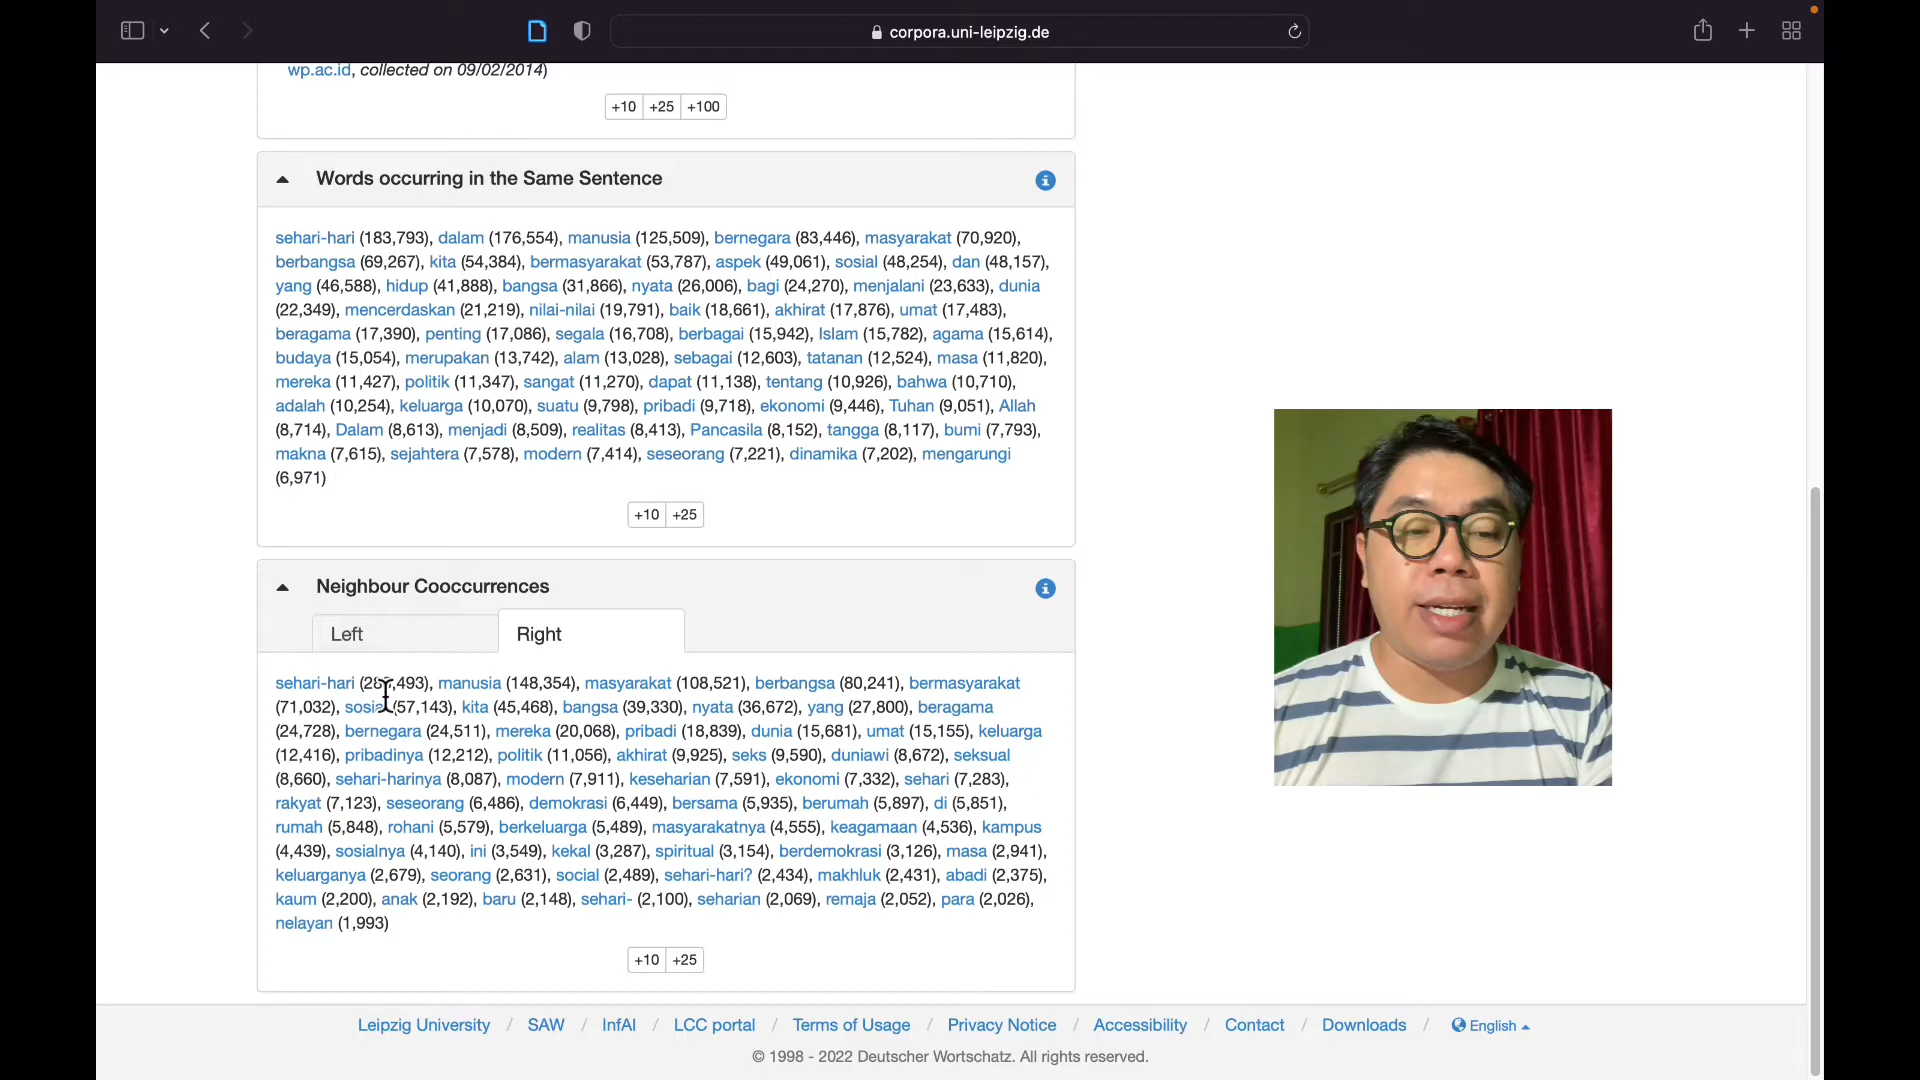 corpora.uni-leipzig.de
wp.ac.id, collected on 09/02/2014)
+10 +25 +100
Words occurring in the Same Sentence
sehari-hari (183,793), dalam (176,554), manusia (125,509), bernegara (83,446), masyarakat (70,920),
berbangsa (69,267), kita (54,384), bermasyarakat (53,787), aspek (49,061), sosial (48,254), dan (48,157),
yang (46,588), hidup (41,888), bangsa (31,866), nyata (26,006), bagi (24,270), menjalani (23,633), dunia
(22,349), mencerdaskan (21,219), nilai-nilai (19,791), baik (18,661), akhirat (17,876), umat (17,483),
beragama (17,390), penting (17,086), segala (16,708), berbagai (15,942), Islam (15,782), agama (15,614),
budaya (15,054), merupakan (13,742), alam (13,028), sebagai (12,603), tatanan (12,524), masa (11,820),
mereka (11,427), politik (11,347), sangat (11,270), dapat (11,138), tentang (10,926), bahwa (10,710),
adalah (10,254), keluarga (10,070), suatu (9,798), pribadi (9,718), ekonomi (9,446), Tuhan (9,051), Allah
(8,714), Dalam (8,613), menjadi (8,509), realitas (8,413), Pancasila (8,152), tangga (8,117), bumi (7,793),
makna (7,615), sejahtera (7,578), modern (7,414), seseorang (7,221), dinamika (7,202), mengarungi
(6,971)
+10 +25
Neighbour Cooccurrences
Left Right
sehari-hari manusia (148,354), masyarakat (108,521), berbangsa (80,241), bermasyarakat
(71,032), sosial (57,143), kita (45,468), bangsa (39,330), nyata (36,672), yang (27,800), beragama
(24,728), bernegara (24,511), mereka (20,068), pribadi (18,839), dunia (15,681), umat (15,155), keluarga
(12,416), pribadinya (12,212), politik (11,056), akhirat (9,925), seks (9,590), duniawi (8,672), seksual
(8,660), sehari-harinya (8,087), modern (7,911), keseharian (7,591), ekonomi (7,332), sehari (7,283),
rakyat (7,123), seseorang (6,486), demokrasi (6,449), bersama (5,935), berumah (5,897), di (5,851),
rumah (5,848), rohani (5,579), berkeluarga (5,489), masyarakatnya (4,555), keagamaan (4,536), kampus
(4,439), sosialnya (4,140), ini (3,549), kekal (3,287), spiritual (3,154), berdemokrasi (3,126), masa (2,941),
keluarganya (2,679), seorang (2,631), social (2,489), sehari-hari? (2,434), makhluk (2,431), abadi (2,375),
kaum (2,200), anak (2,192), baru (2,148), sehari- (2,100), seharian (2,069), remaja (2,052), para (2,026),
nelayan (1,993)
+10 +25
Leipzig University / SAW / InfAI / LCC portal / Terms of Usage / Privacy Notice / Accessibility / Contact / Downloads / English
© 1998 - 2022 Deutscher Wortschatz. All rights reserved.